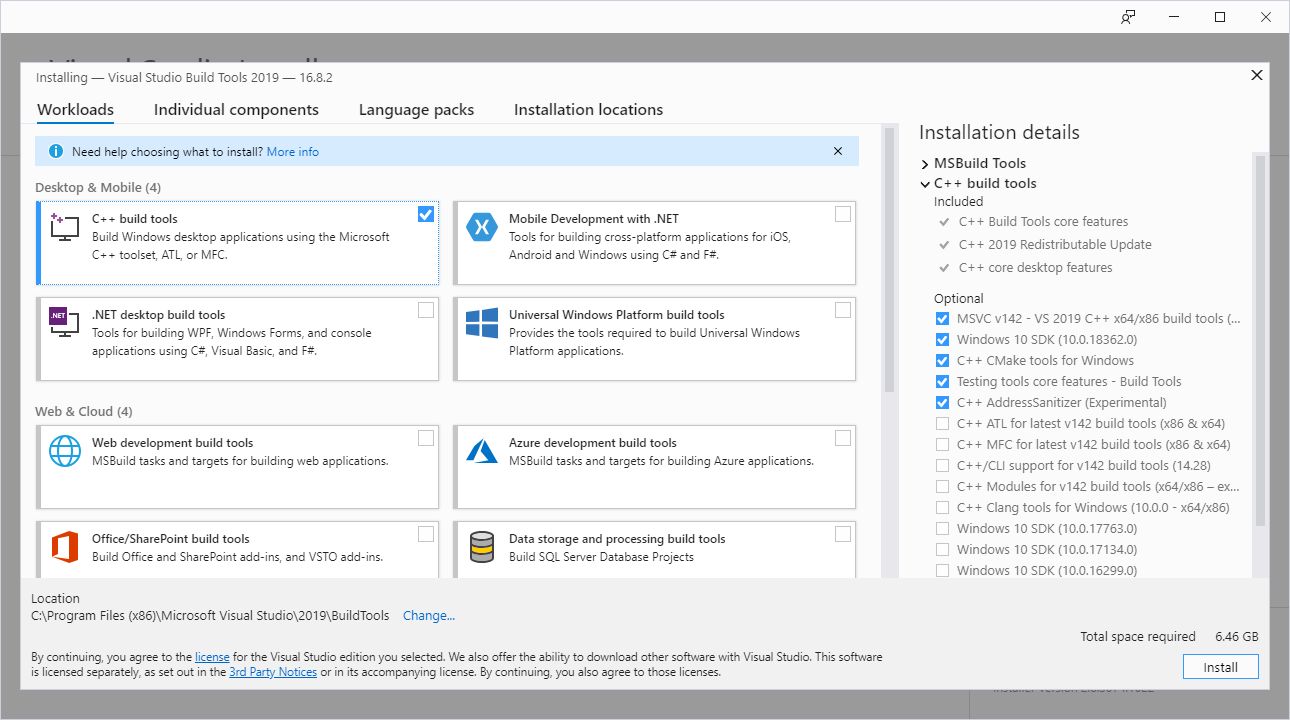 Installing — Visual Studio Build Tools 2019 — 16.8.2
Workloads
Individual components
Language packs
Installation locations
Need help choosing what to install? More info
Desktop & Mobile (4)
C++ build tools
Build Windows desktop applications using the Microsoft
C++ toolset, ATL, or MFC.
Mobile Development with .NET
Tools for building cross-platform applications for iOS,
Android and Windows using C# and F#.
.NET
.NET desktop build tools
Tools for building WPF, Windows Forms, and console
applications using C#, Visual Basic, and F#.
Universal Windows Platform build tools
Provides the tools required to build Universal Windows
Platform applications.
Web & Cloud (4)
Web development build tools
MSBuild tasks and targets for building web applications.
Azure development build tools
MSBuild tasks and targets for building Azure applications.
Office/SharePoint build tools
Build Office and SharePoint add-ins, and VSTO add-ins.
Data storage and processing build tools
Build SQL Server Database Projects
Installation details
MSBuild Tools
C++ build tools
Included
C++ Build Tools core features
C++ 2019 Redistributable Update
C++ core desktop features
Optional
MSVC v142 - VS 2019 C++ x64/x86 build tools (...
Windows 10 SDK (10.0.18362.0)
C++ CMake tools for Windows
Testing tools core features - Build Tools
C++ AddressSanitizer (Experimental)
C++ ATL for latest v142 build tools (x86 & x64)
C++ MFC for latest v142 build tools (x86 & x64)
C++/CLI support for v142 build tools (14.28)
C++ Modules for v142 build tools (x64/x86 – ex...
C++ Clang tools for Windows (10.0.0 - x64/x86)
Windows 10 SDK (10.0.17763.0)
Windows 10 SDK (10.0.17134.0)
Windows 10 SDK (10.0.16299.0)
Location
C:\Program Files (x86)\Microsoft Visual Studio\2019\BuildTools Change...
Total space required 6.46 GB
By continuing, you agree to the license for the Visual Studio edition you selected. We also offer the ability to download other software with Visual Studio. This software
is licensed separately, as set out in the 3rd Party Notices or in its accompanying license. By continuing, you also agree to those licenses.
Install